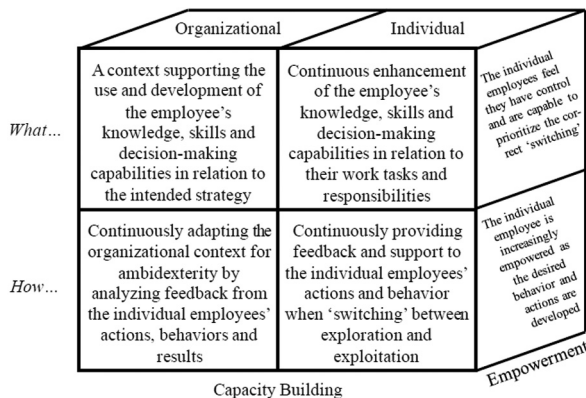 Organizational
Individual
What…
A context supporting the
use and development of
the employee's
knowledge, skills and
decision-making
capabilities in relation to
the intended strategy
Continuous enhancement
of the employee's
knowledge, skills and
decision-making
capabilities in relation to
their work tasks and
responsibilities
The individual
employees feel
they have control
and are capable to
prioritize the cor-
rect 'switching'
How…
Continuously adapting the
organizational context for
ambidexterity by
analyzing feedback from
the individual employees'
actions, behaviors and
results
Continuously providing
feedback and support to
the individual employees'
actions and behavior
when 'switching' between
exploration and
exploitation
The individual
employee is
increasingly
empowered as
the desired
behavior and
actions are
developed
Capacity Building
Empowerment